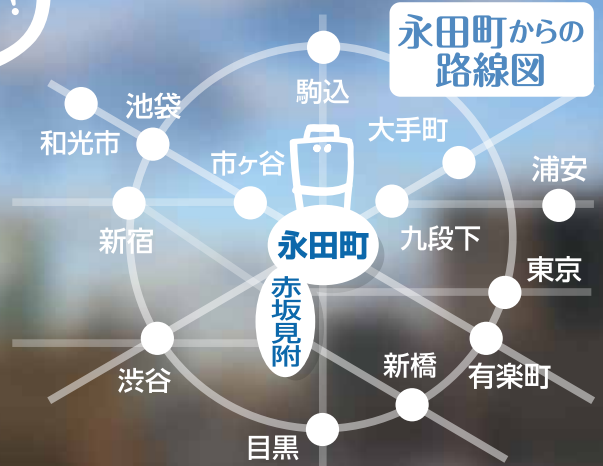 !
永田町からの
路線図
駒込
池袋
和光市
大手町
市ヶ谷
浦安
新宿
永田町
九段下
赤坂見附
東京
渋谷
新橋
有楽町
目黒